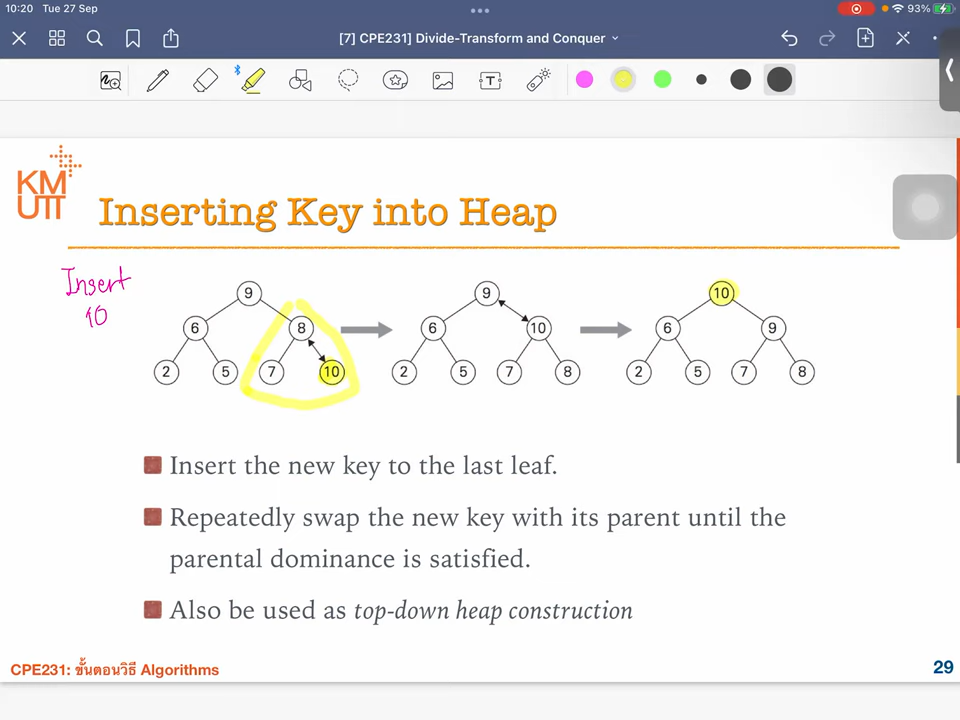 10:20 Tue 27 Sep
93%
[7] CPE231] Divide-Transform and Conquer
T
KM
UTT
Inserting Key into Heap
Insert
10
9
6 8
2 5 7 10
9
6 10
2 5 7 8
10
6 9
2 5 7 8
Insert the new key to the last leaf.
Repeatedly swap the new key with its parent until the
parental dominance is satisfied.
Also be used as top-down heap construction
CPE231: ขั้นตอนวิธี Algorithms
29